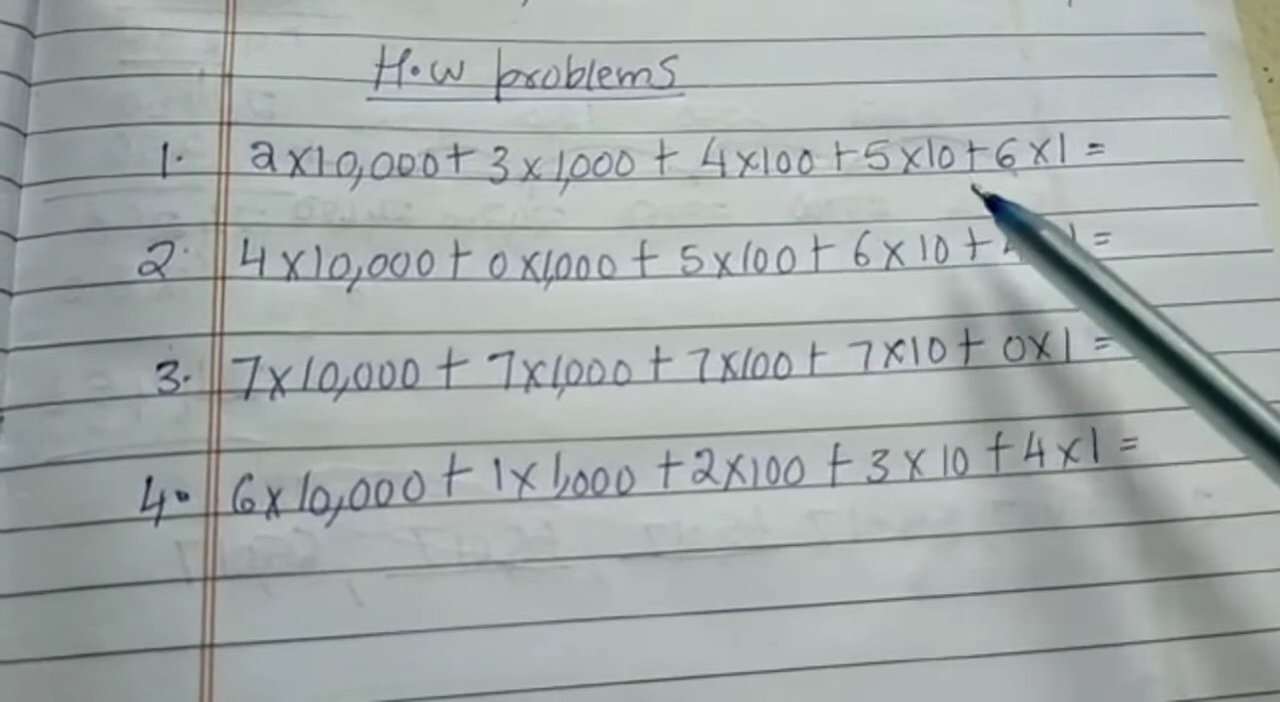 H.W problems
1. 2x10,000+ 3x1,000 + 4x100 +5x10+6x1 =
2. 4x10,000+ 0x1,000 + 5x100+ 6x10 + 1 =
3. 7x10,000+ 7x1,000 + 7x100+ 7x10 + 0x1 =
4. 6x10,000 + 1x1,000 +2x100 + 3x10 +4x1 =